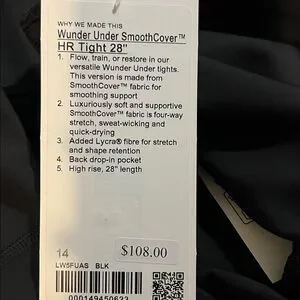 WHY WE MADE THIS
Wunder Under SmoothCover™
HR Tight 28"
1. Flow, train, or restore in our
versatile Wunder Under tights.
This version is made from
SmoothCover™ fabric for
smoothing support
2. Luxuriously soft and supportive
SmoothCover™ fabric is four-way
stretch, sweat-wicking and
quick-drying
3. Added Lycra® fibre for stretch
and shape retention
4. Back drop-in pocket
5. High rise, 28" length
14
$108.00
LW5FUAS BLK
000149450633